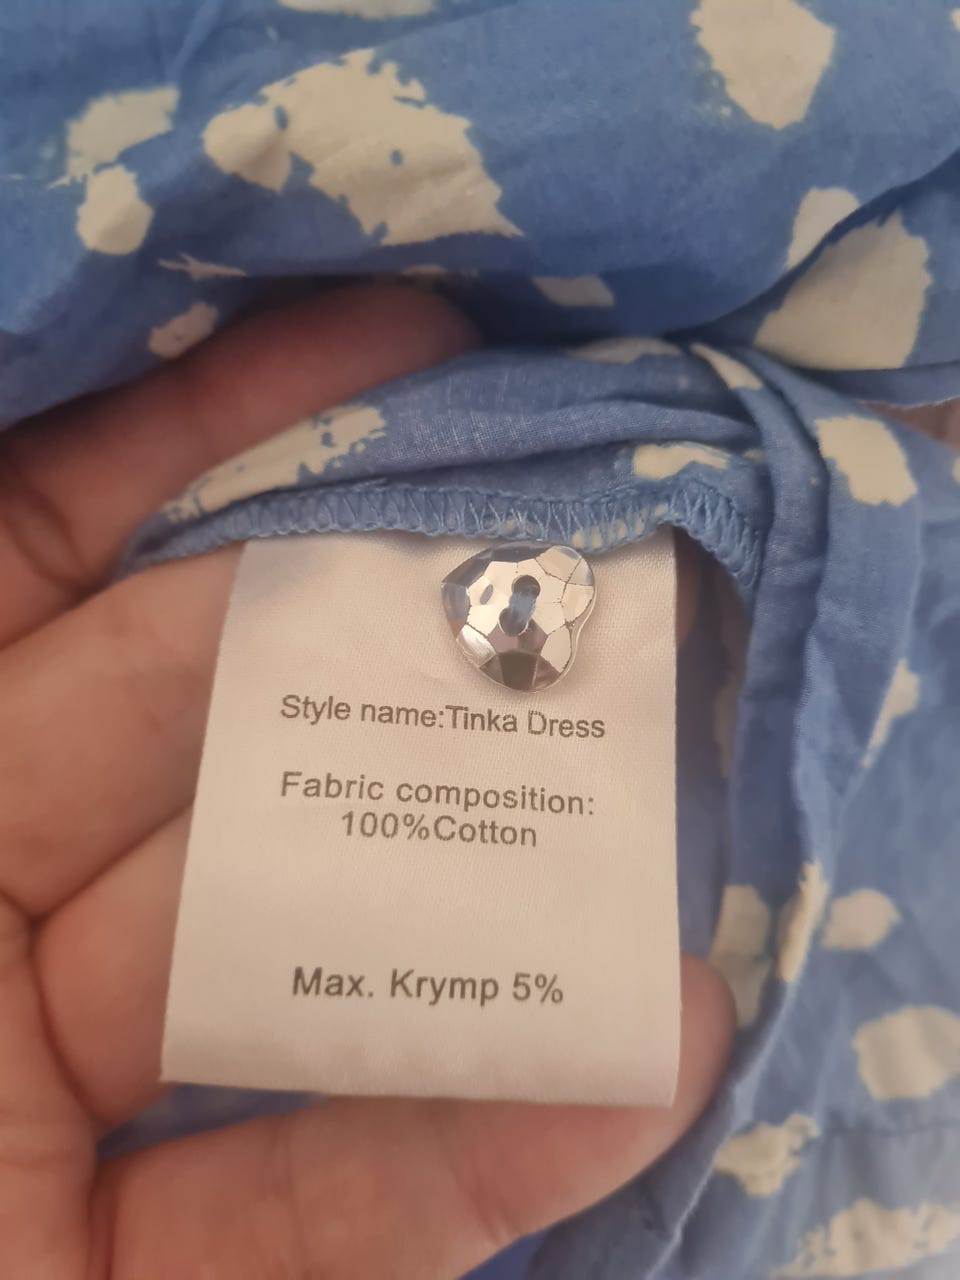 Style name:Tinka Dress
Fabric composition:
100%Cotton
Max. Krymp 5%